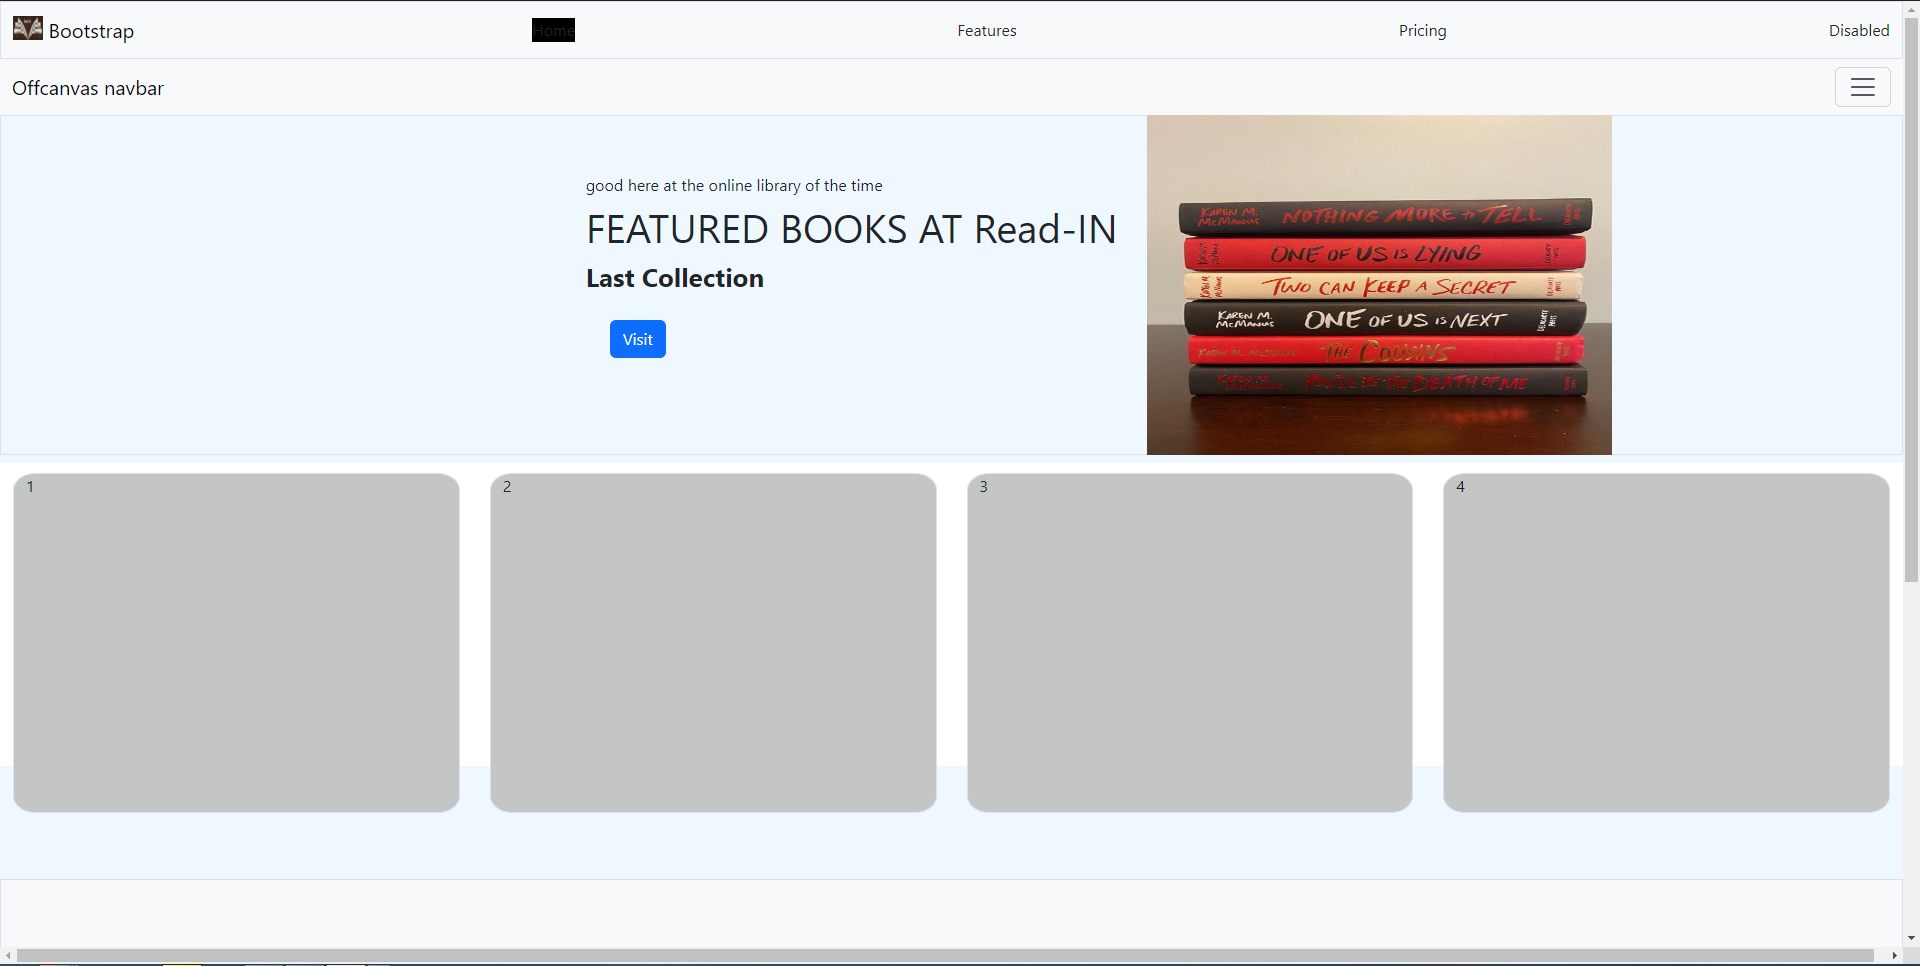 Bootstrap
Home
Features
Pricing
Disabled
Offcanvas navbar
good here at the online library of the time
FEATURED BOOKS AT Read-IN
Last Collection
Visit
KAREN M. McMANUS NOTHING MORE to TELL
ONE OF US IS LYING
TWO CAN KEEP A SECRET
KAREN M. McMANUS ONE OF US IS NEXT
KAREN M. McMANUS THE COUSINS
KAREN M. McMANUS YOU'LL BE THE DEATH OF ME
1
2
3
4